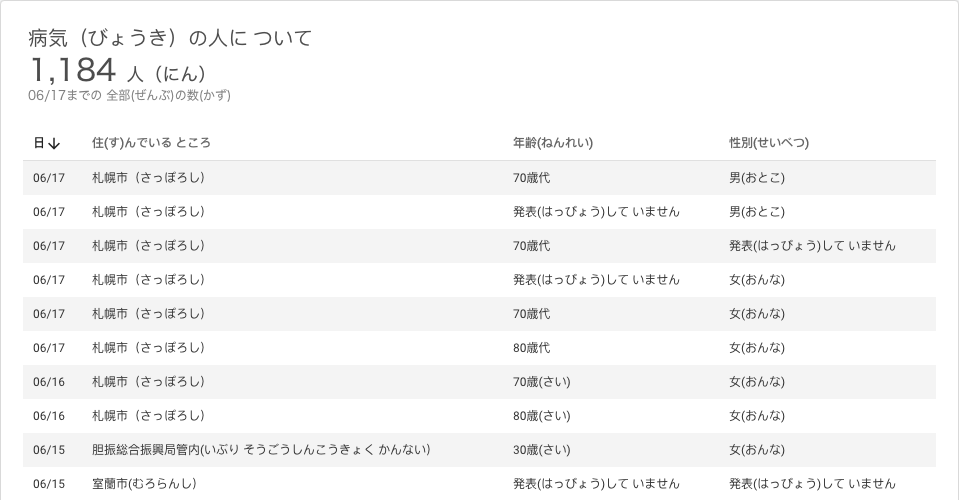 病気（びょうき）の人に ついて
1,184 人（にん）
06/17までの 全部(ぜんぶ)の数(かず)
日↓ 住(す)んでいる ところ 年齢(ねんれい) 性別(せいべつ)
06/17 札幌市（さっぽろし） 70歳代 男(おとこ)
06/17 札幌市（さっぽろし） 発表(はっぴょう)して いません 男(おとこ)
06/17 札幌市（さっぽろし） 70歳代 発表(はっぴょう)して いません
06/17 札幌市（さっぽろし） 発表(はっぴょう)して いません 女(おんな)
06/17 札幌市（さっぽろし） 70歳代 女(おんな)
06/17 札幌市（さっぽろし） 80歳代 女(おんな)
06/16 札幌市（さっぽろし） 70歳(さい) 女(おんな)
06/16 札幌市（さっぽろし） 80歳(さい) 女(おんな)
06/15 胆振総合振興局管内(いぶり そうごうしんこうきょく かんない） 30歳(さい) 女(おんな)
06/15 室蘭市(むろらんし） 発表(はっぴょう)して いません 発表(はっぴょう)して いません